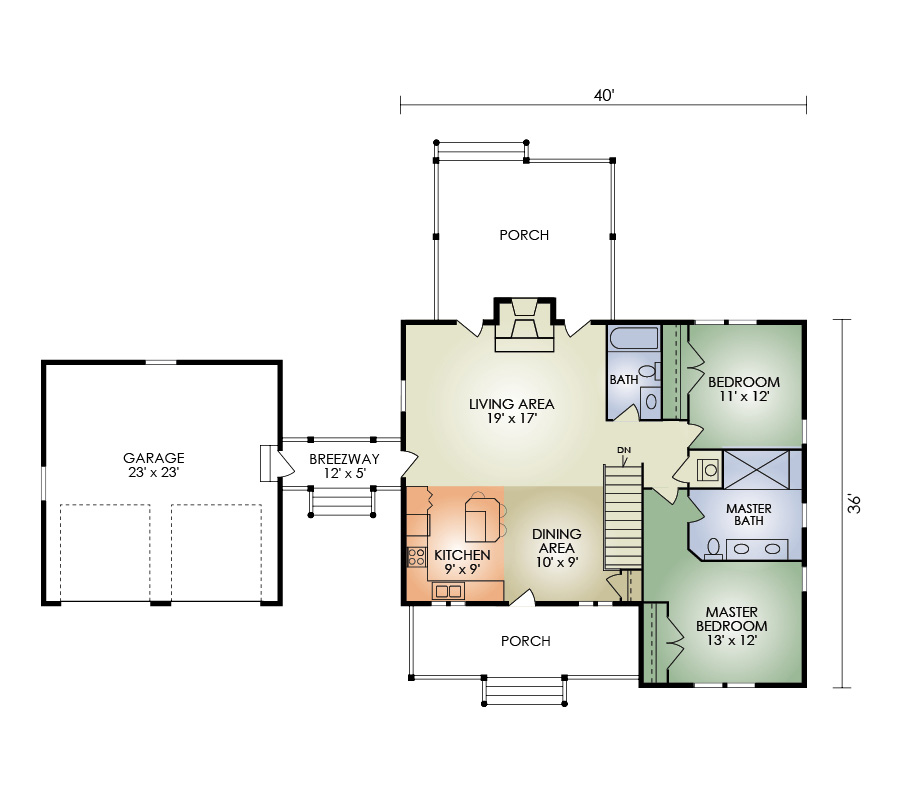 40'
PORCH
BATH
BEDROOM
11' x 12'
LIVING AREA
19' x 17'
DN
GARAGE
23' x 23'
BREEZWAY
12' x 5'
36'
MASTER
BATH
DINING
AREA
10' x 9'
KITCHEN
9' x 9'
MASTER
BEDROOM
13' x 12'
PORCH